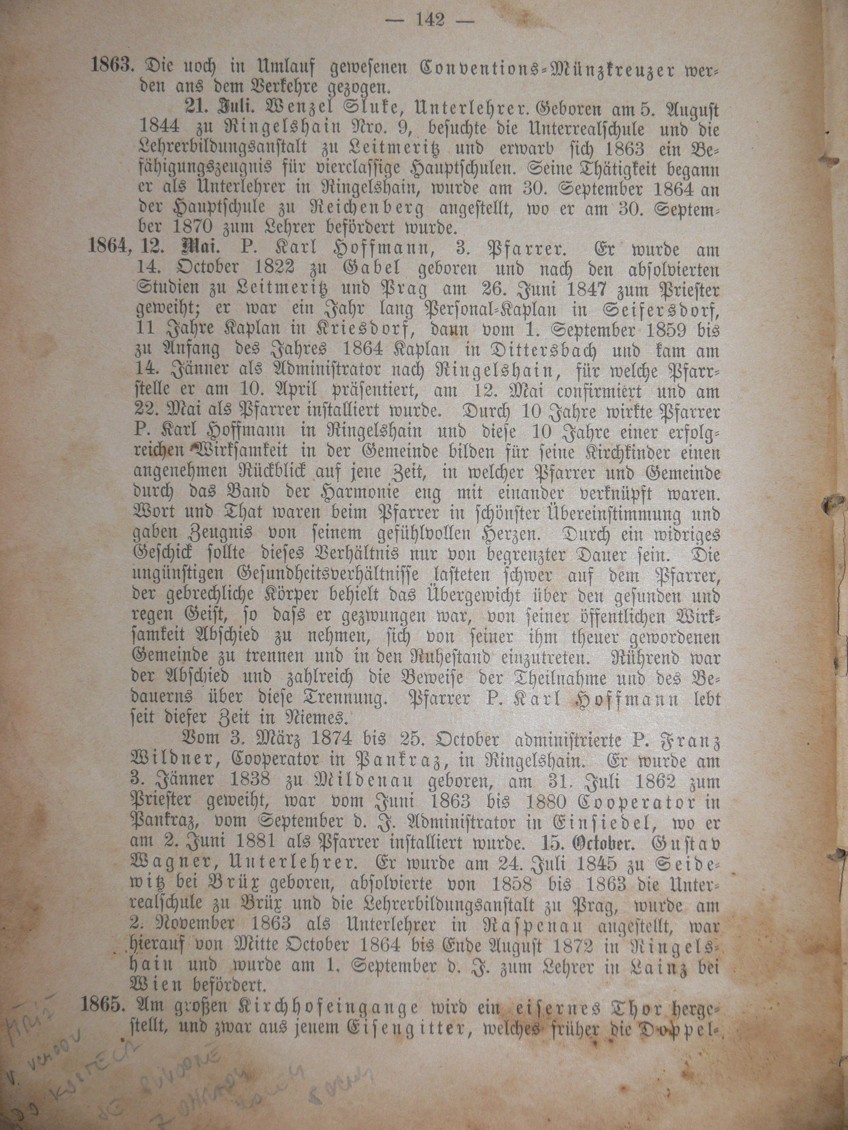 — 142 —
1863. Die noch in Umlauf gewesenen Conventions-Münzkreuzer wer-
den aus dem Verkehre gezogen.
21. Juli. Wenzel Sluke, Unterlehrer. Geboren am 5. August
1844 zu Ringelshain Nro. 9, besuchte die Unterrealschule und die
Lehrerbildungsanstalt zu Leitmeritz und erwarb sich 1863 ein Be-
fähigungszeugnis für vierclassige Hauptschulen. Seine Thätigkeit begann
er als Unterlehrer in Ringelshain, wurde am 30. September 1864 an
der Hauptschule zu Reichenberg angestellt, wo er am 30. Septem-
ber 1870 zum Lehrer befördert wurde.
1864, 12. Mai. P. Karl Hoffmann, 3. Pfarrer. Er wurde am
14. October 1822 zu Gabel geboren und nach den absolvierten
Studien zu Leitmeritz und Prag am 26. Juni 1847 zum Priester
geweiht; er war ein Jahr lang Personal-Kaplan in Seifersdorf,
11 Jahre Kaplan in Kriesdorf, dann vom 1. September 1859 bis
zu Anfang des Jahres 1864 Kaplan in Dittersbach und kam am
14. Jänner als Administrator nach Ringelshain, für welche Pfarr-
stelle er am 10. April präsentiert, am 12. Mai confirmiert und am
22. Mai als Pfarrer installiert wurde. Durch 10 Jahre wirkte Pfarrer
P. Karl Hoffmann in Ringelshain und diese 10 Jahre einer erfolg-
reichen Wirksamkeit in der Gemeinde bilden für seine Kirchkinder einen
angenehmen Rückblick auf jene Zeit, in welcher Pfarrer und Gemeinde
durch das Band der Harmonie eng mit einander verknüpft waren.
Wort und That waren beim Pfarrer in schönster Übereinstimmung und
gaben Zeugnis von seinem gefühlvollen Herzen. Durch ein widriges
Geschick sollte dieses Verhältnis nur von begrenzter Dauer sein. Die
ungünstigen Gesundheitsverhältnisse lasteten schwer auf dem Pfarrer,
der gebrechliche Körper behielt das Übergewicht über den gesunden und
regen Geist, so dass er gezwungen war, von seiner öffentlichen Wirk-
samkeit Abschied zu nehmen, sich von seiner ihm theuer gewordenen
Gemeinde zu trennen und in den Ruhestand einzutreten. Rührend war
der Abschied und zahlreich die Beweise der Theilnahme und des Be-
dauerns über diese Trennung. Pfarrer P. Karl Hoffmann lebt
seit dieser Zeit in Niemes.
Vom 3. März 1874 bis 25. October administrierte P. Franz
Wildner, Cooperator in Pankraz, in Ringelshain. Er wurde am
3. Jänner 1838 zu Mildenau geboren, am 31. Juli 1862 zum
Priester geweiht, war vom Juni 1863 bis 1880 Cooperator in
Pankraz, vom September d. J. Administrator in Einsiedel, wo er
am 2. Juni 1881 als Pfarrer installiert wurde. 15. October. Gustav
Wagner, Unterlehrer. Er wurde am 24. Juli 1845 zu Seide-
witz bei Brüx geboren, absolvierte von 1858 bis 1863 die Unter-
realschule zu Brüx und die Lehrerbildungsanstalt zu Prag, wurde am
2. November 1863 als Unterlehrer in Raspenau angestellt, war
hierauf von Mitte October 1864 bis Ende August 1872 in Ringels-
hain und wurde am 1. September d. J. zum Lehrer in Lainz bei
Wien befördert.
1865. Am großen Kirchhofeingange wird ein eisernes Thor herge-
stellt, und zwar aus jenem Eisengitter, welches früher die Doppel-
KŘÍŽ